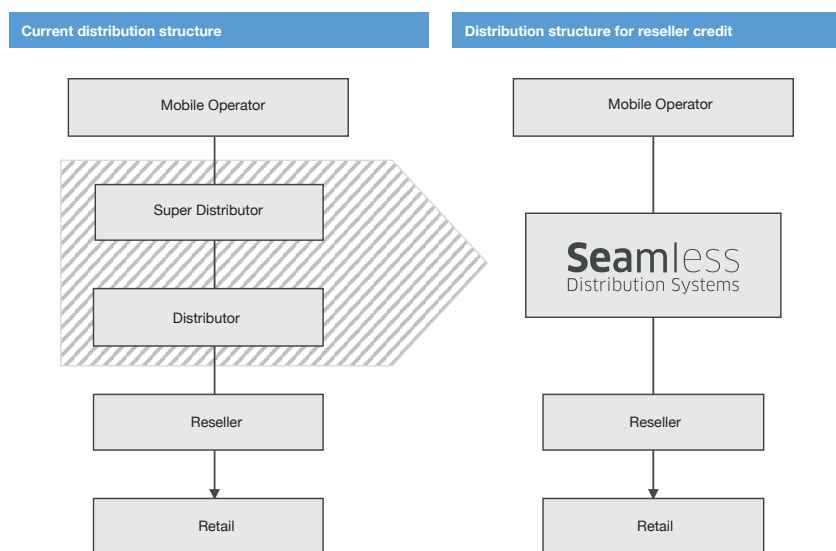 Current distribution structure
Distribution structure for reseller credit
Mobile Operator
Super Distributor
Distributor
Reseller
Retail
Mobile Operator
Seamless
Distribution Systems
Reseller
Retail